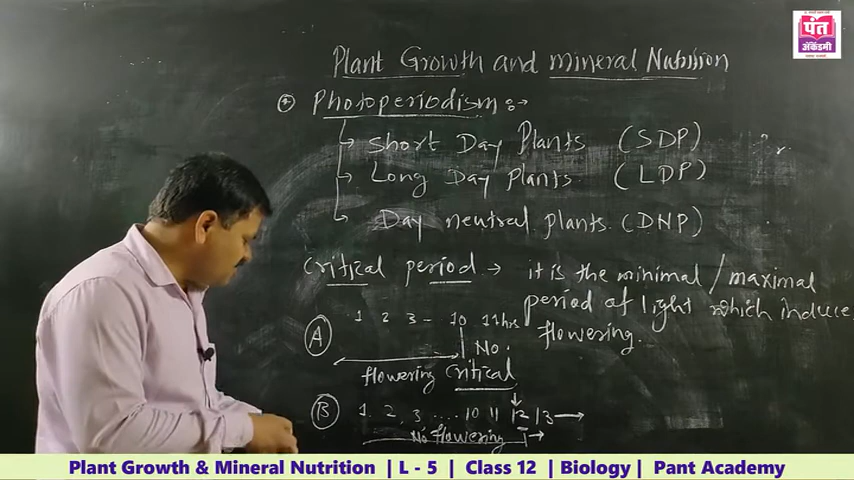 पंत
अ‍ॅकॅडमी
Plant Growth and mineral Nutrition
Photoperiodism :→
→ Short Day Plants (SDP)
→ Long Day Plants (LDP)
→ Day neutral plants (DNP)
Critical period → it is the minimal / maximal
period of light which induce
flowering.
A 1 2 3 - 10 11 hrs
No.
flowering Critical
B 1 2, 3 .... 10 11 12 13 →
No flowering
Plant Growth & Mineral Nutrition | L - 5 | Class 12 | Biology | Pant Academy